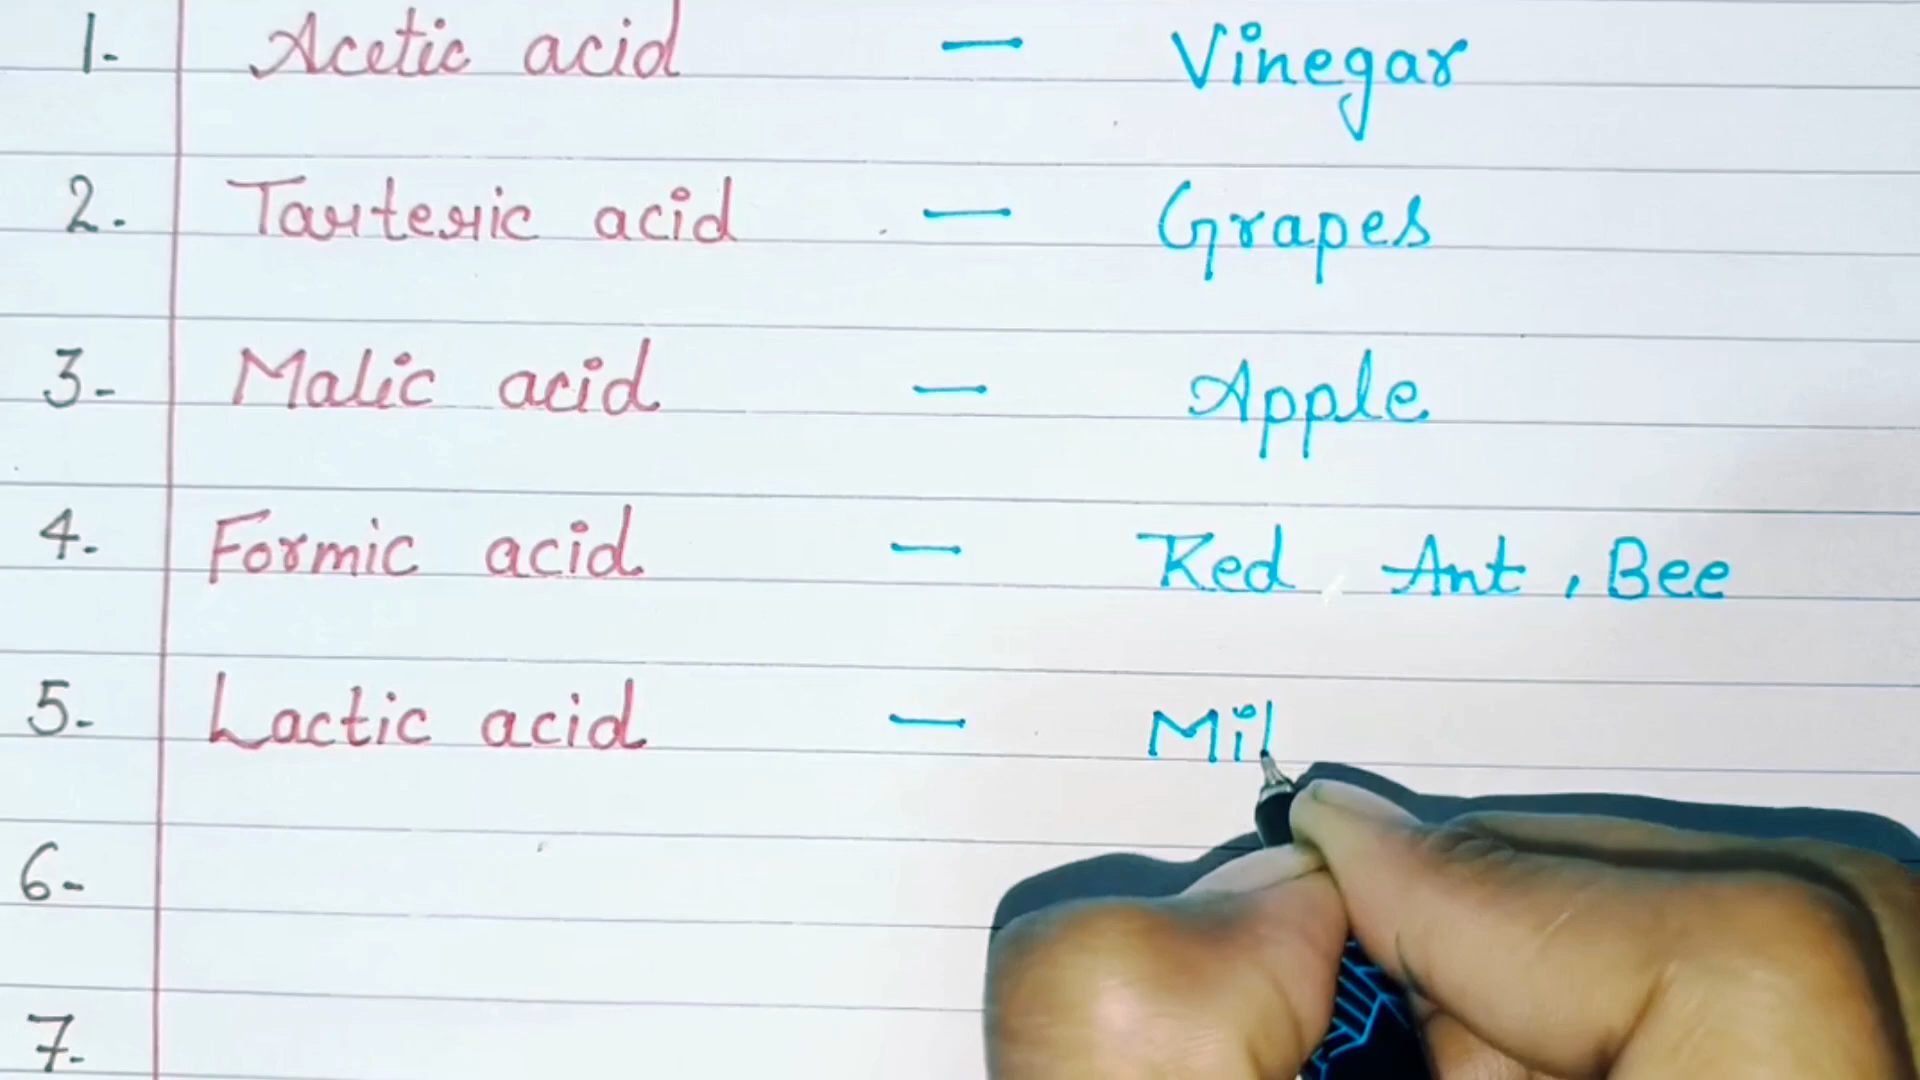 1. Acetic acid — Vinegar
2. Tarteric acid — Grapes
3- Malic acid — Apple
4. Formic acid — Red, Ant, Bee
5- Lactic acid — Mil
6-
7-